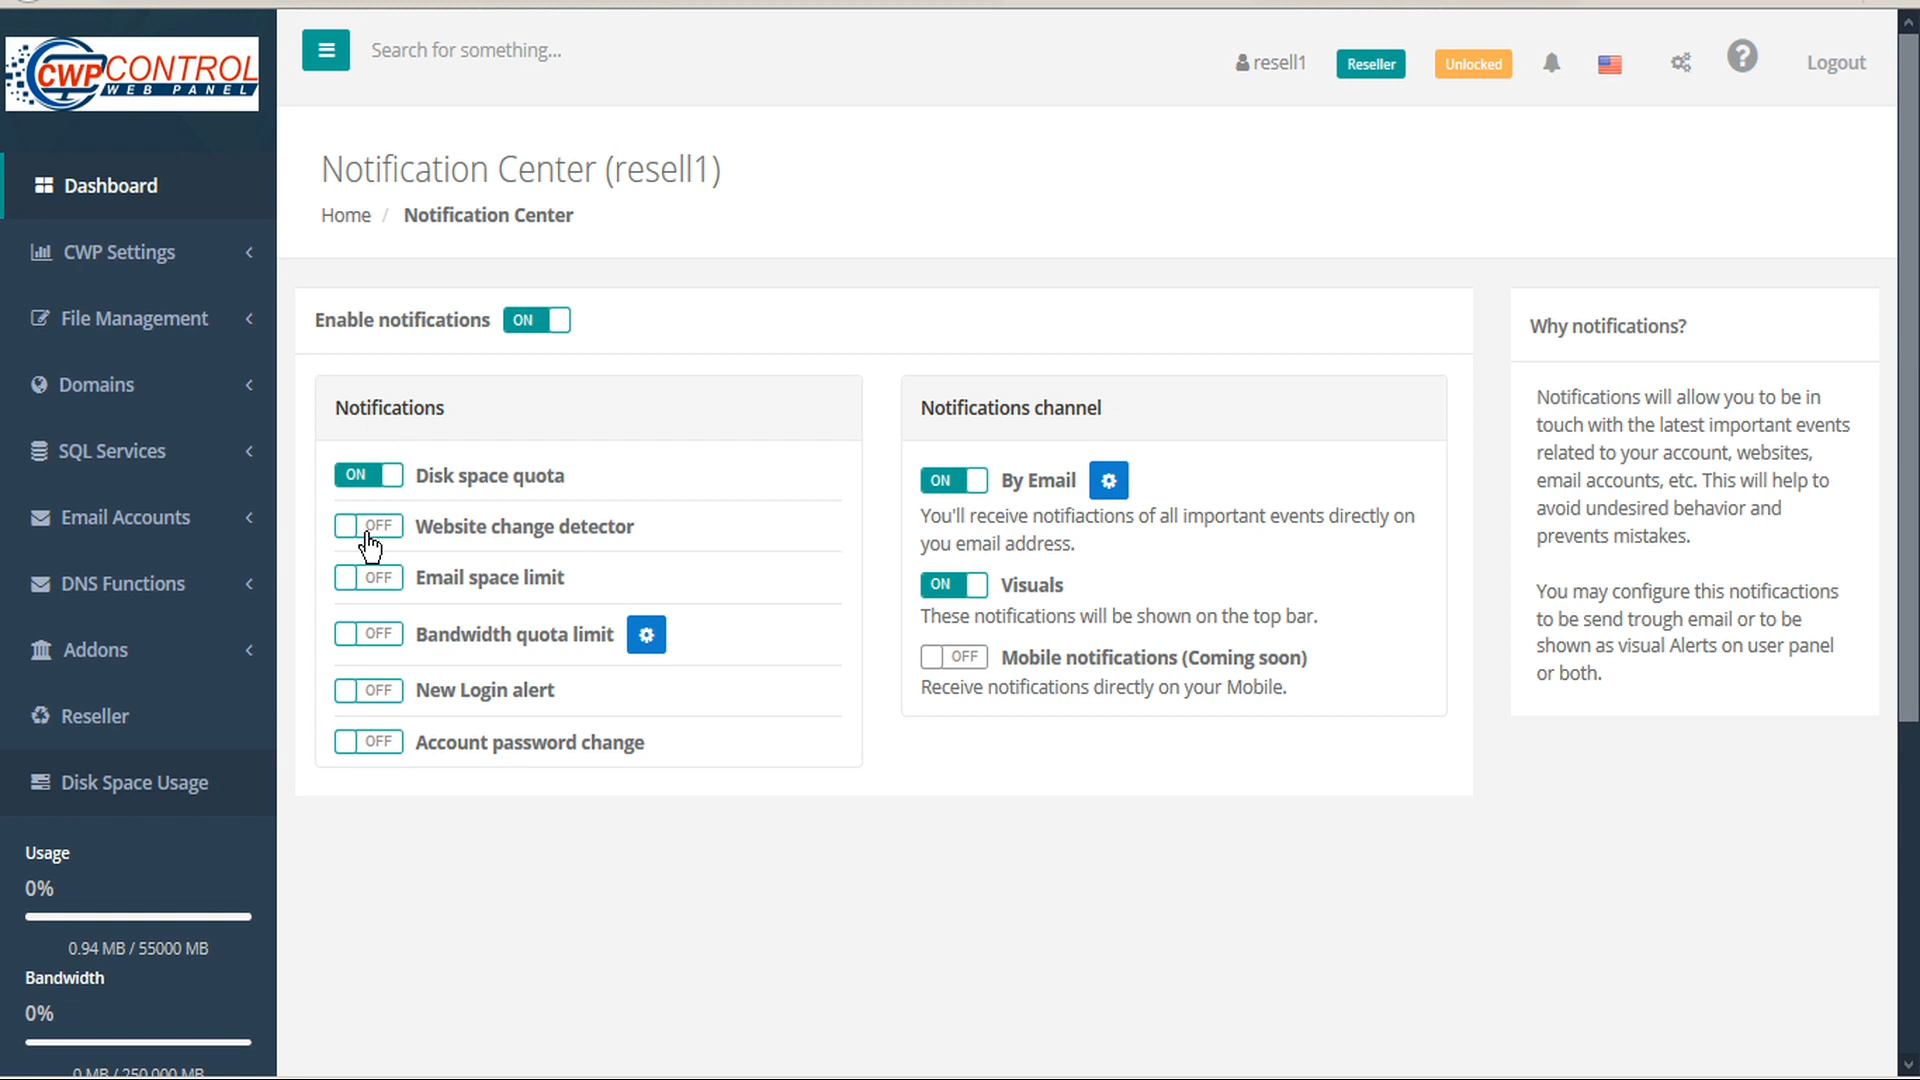 CWP CONTROL
WEB PANEL
Search for something...
resell1
Reseller
Unlocked
Logout
Dashboard
CWP Settings
File Management
Domains
SQL Services
Email Accounts
DNS Functions
Addons
Reseller
Disk Space Usage
Usage
0%
0.94 MB / 55000 MB
Bandwidth
0%
0 MB / 250.000 MB
Notification Center (resell1)
Home / Notification Center
Enable notifications ON
Notifications
ON Disk space quota
OFF Website change detector
OFF Email space limit
OFF Bandwidth quota limit
OFF New Login alert
OFF Account password change
Notifications channel
ON By Email
You'll receive notifiactions of all important events directly on
you email address.
ON Visuals
These notifications will be shown on the top bar.
OFF Mobile notifications (Coming soon)
Receive notifications directly on your Mobile.
Why notifications?
Notifications will allow you to be in
touch with the latest important events
related to your account, websites,
email accounts, etc. This will help to
avoid undesired behavior and
prevents mistakes.
You may configure this notificactions
to be send trough email or to be
shown as visual Alerts on user panel
or both.